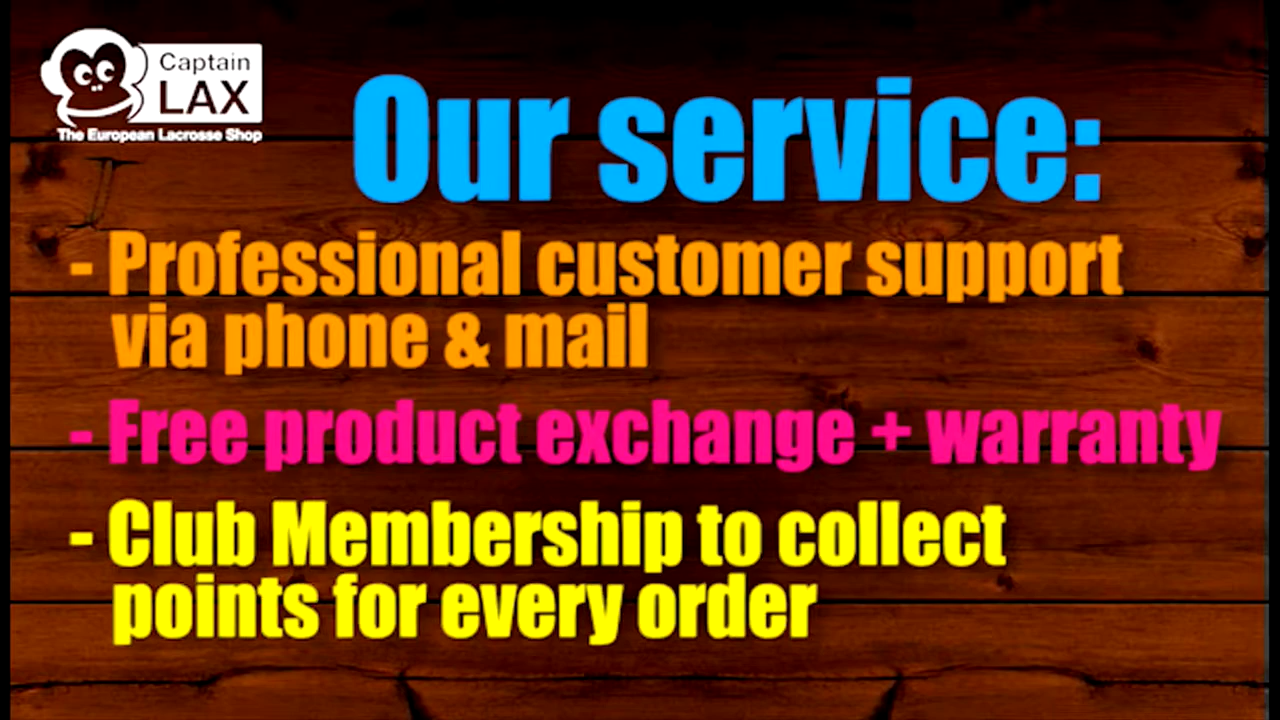 Captain
LAX
The European Lacrosse Shop
Our service:
- Professional customer support
via phone & mail
- Free product exchange + warranty
- Club Membership to collect
points for every order